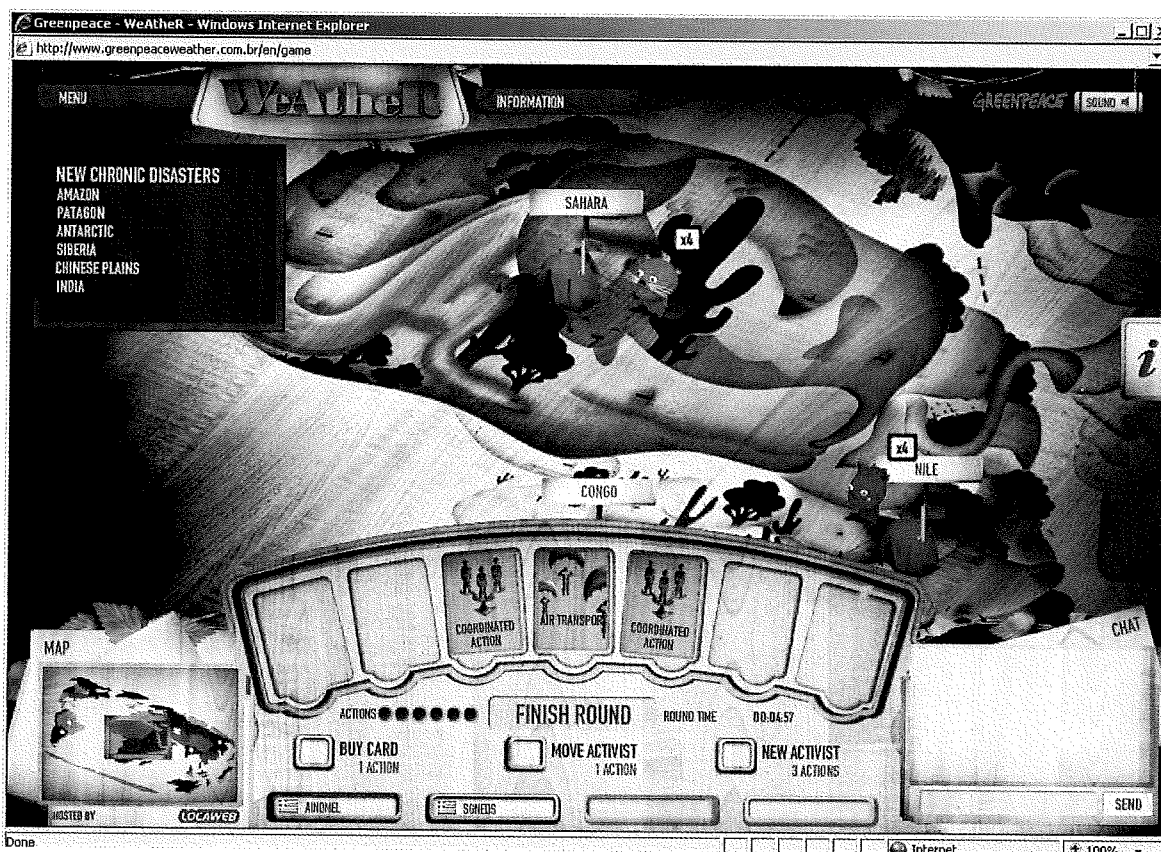 Greenpeace - WeAtheR - Windows Internet Explorer
http://www.greenpeaceweather.com.br/en/game
MENU
WeAtheR
INFORMATION
GREENPEACE
SOUND
NEW CHRONIC DISASTERS
AMAZON
PATAGON
ANTARCTIC
SIBERIA
CHINESE PLAINS
INDIA
SAHARA
x4
i
x4
NILE
CONGO
COORDINATED
ACTION
AIR TRANSPOR
COORDINATED
ACTION
MAP
CHAT
ACTIONS
FINISH ROUND
ROUND TIME
00:04:57
BUY CARD
1 ACTION
MOVE ACTIVIST
1 ACTION
NEW ACTIVIST
3 ACTIONS
HOSTED BY
LOCAWEB
AINONEL
SGNEDS
SEND
Done
Internet
100%